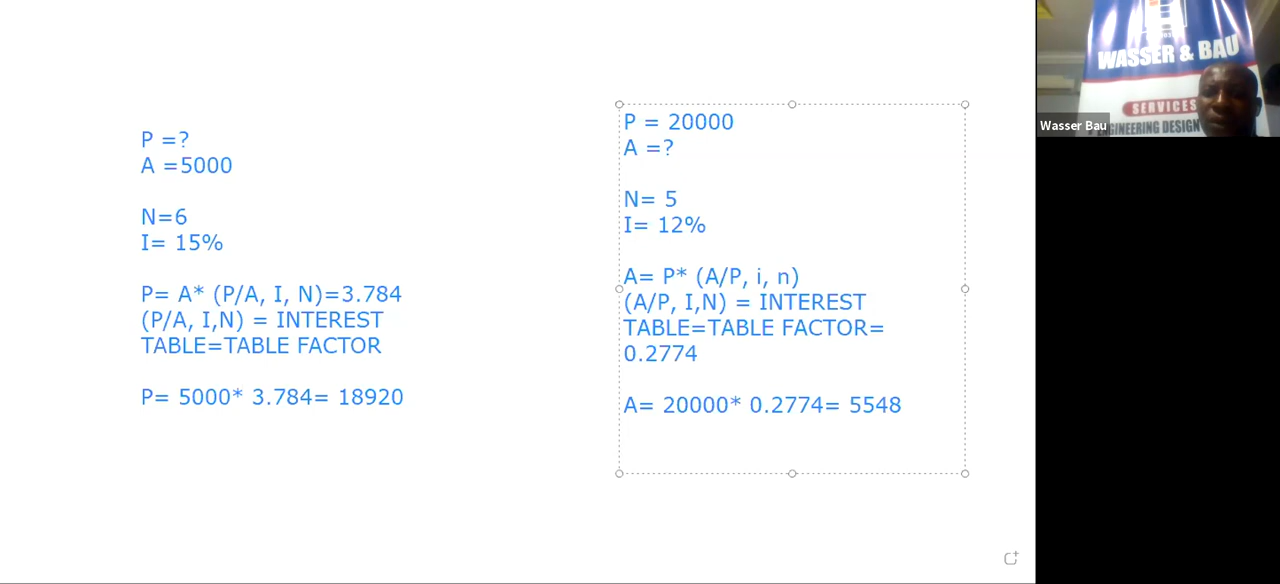 P =?
A =5000
N=6
I= 15%
P= A* (P/A, I, N)=3.784
(P/A, I,N) = INTEREST
TABLE=TABLE FACTOR
P= 5000* 3.784= 18920
P = 20000
A =?
N= 5
I= 12%
A= P* (A/P, i, n)
(A/P, I,N) = INTEREST
TABLE=TABLE FACTOR=
0.2774
A= 20000* 0.2774= 5548
WASSER & BAU
SERVICES
ENGINEERING DESIGN
Wasser Bau